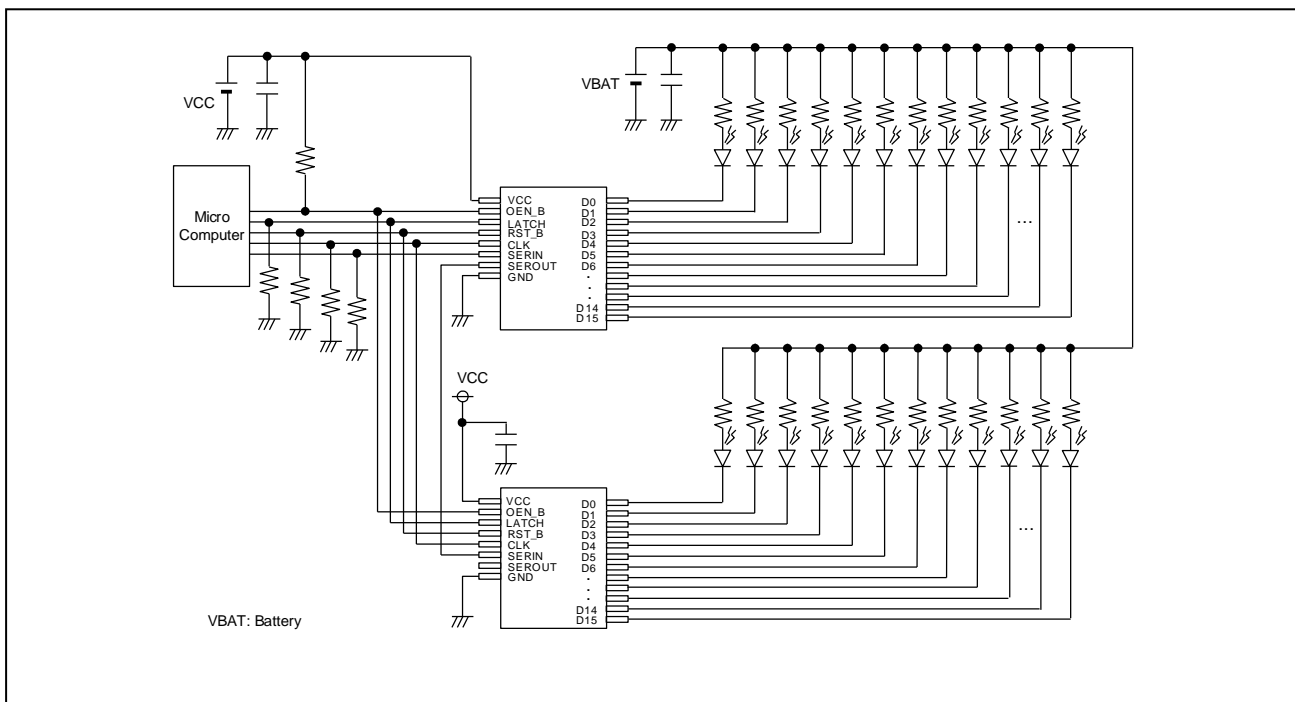 VCC
VBAT
Micro
Computer
VCC
OEN_B
LATCH
RST_B
CLK
SERIN
SEROUT
GND
D0
D1
D2
D3
D4
D5
D6
.
.
.
D14
D15
...
VCC
VCC
OEN_B
LATCH
RST_B
CLK
SERIN
SEROUT
GND
D0
D1
D2
D3
D4
D5
D6
.
.
.
D14
D15
...
VBAT: Battery